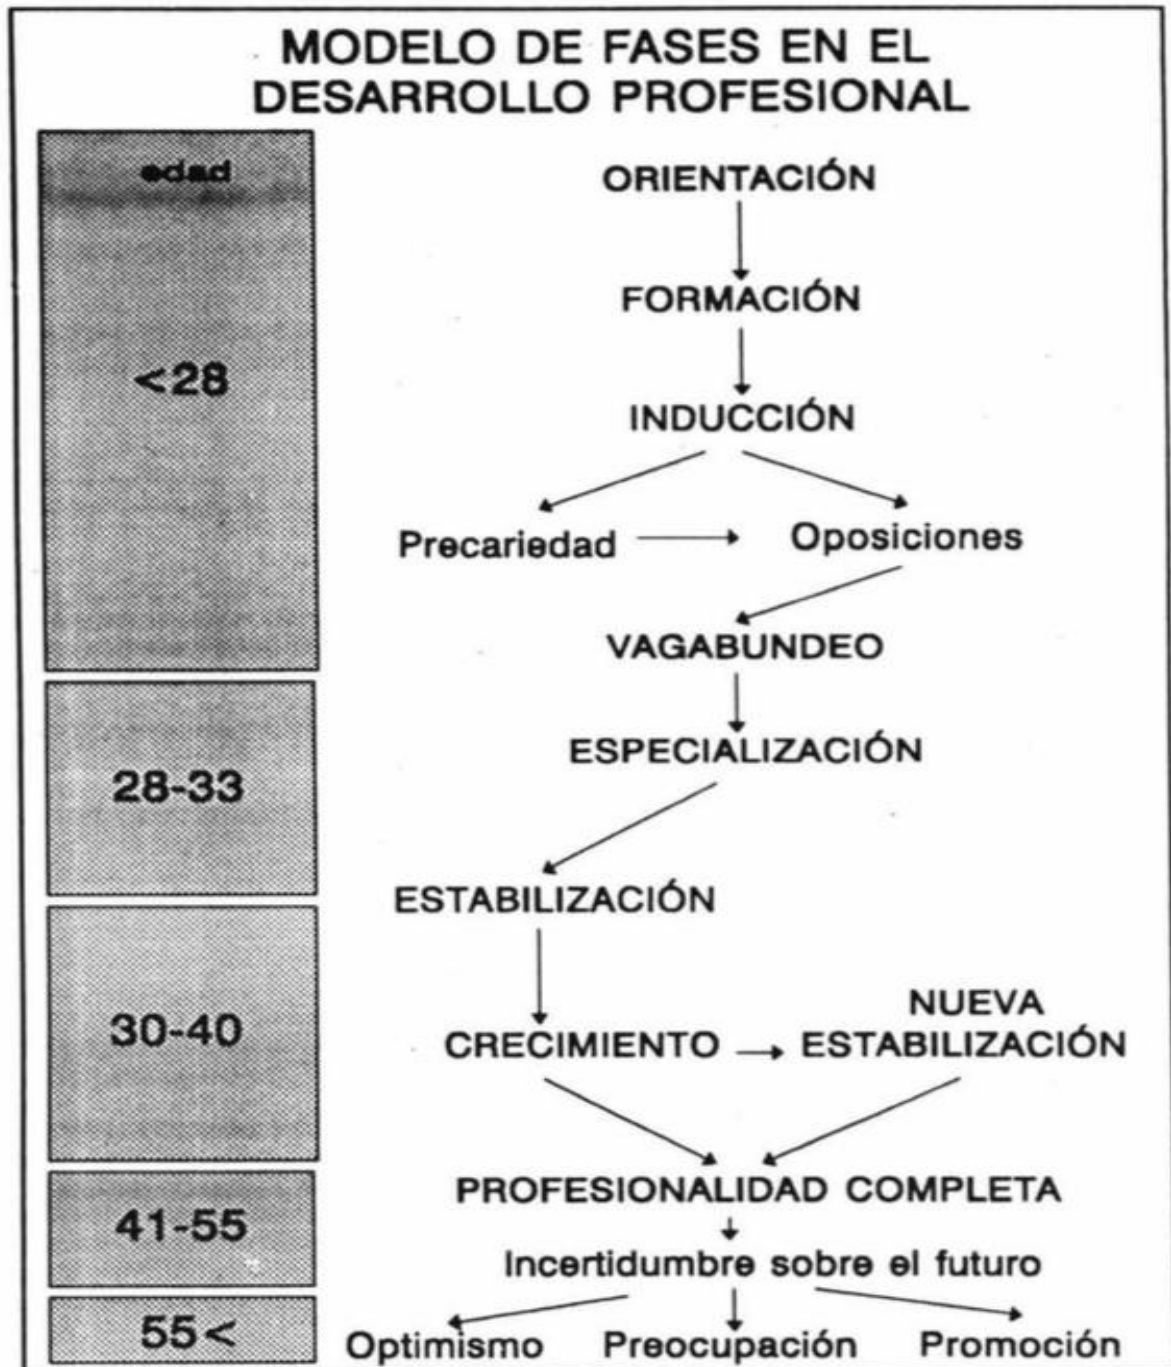 MODELO DE FASES EN EL
DESARROLLO PROFESIONAL
edad
ORIENTACIÓN
FORMACIÓN
<28
INDUCCIÓN
Precariedad
Oposiciones
VAGABUNDEO
28-33
ESPECIALIZACIÓN
ESTABILIZACIÓN
30-40
NUEVA
CRECIMIENTO
ESTABILIZACIÓN
PROFESIONALIDAD COMPLETA
41-55
Incertidumbre sobre el futuro
55<
Optimismo
Preocupación
Promoción